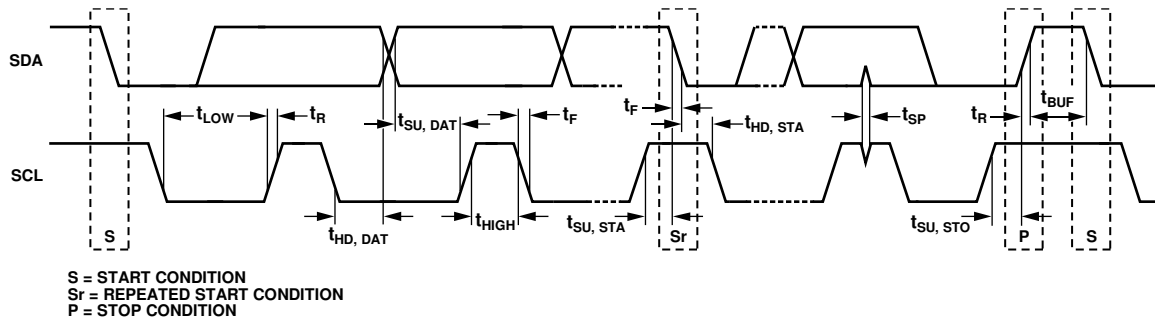 SDA
tLOW
tR
tSU, DAT
tF
tF
tHD, STA
tSP
tR
tBUF
SCL
tHD, DAT
tHIGH
tSU, STA
tSU, STO
S
Sr
P
S
S = START CONDITION
Sr = REPEATED START CONDITION
P = STOP CONDITION